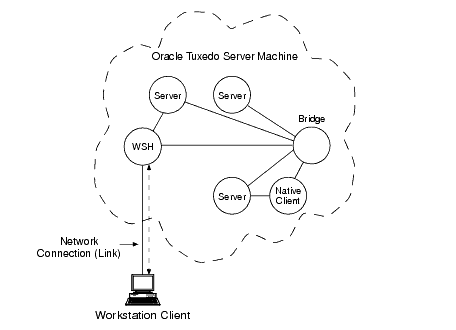 Oracle Tuxedo Server Machine
Server
Server
Bridge
WSH
Server
Native
Client
Network
Connection (Link)
Workstation Client